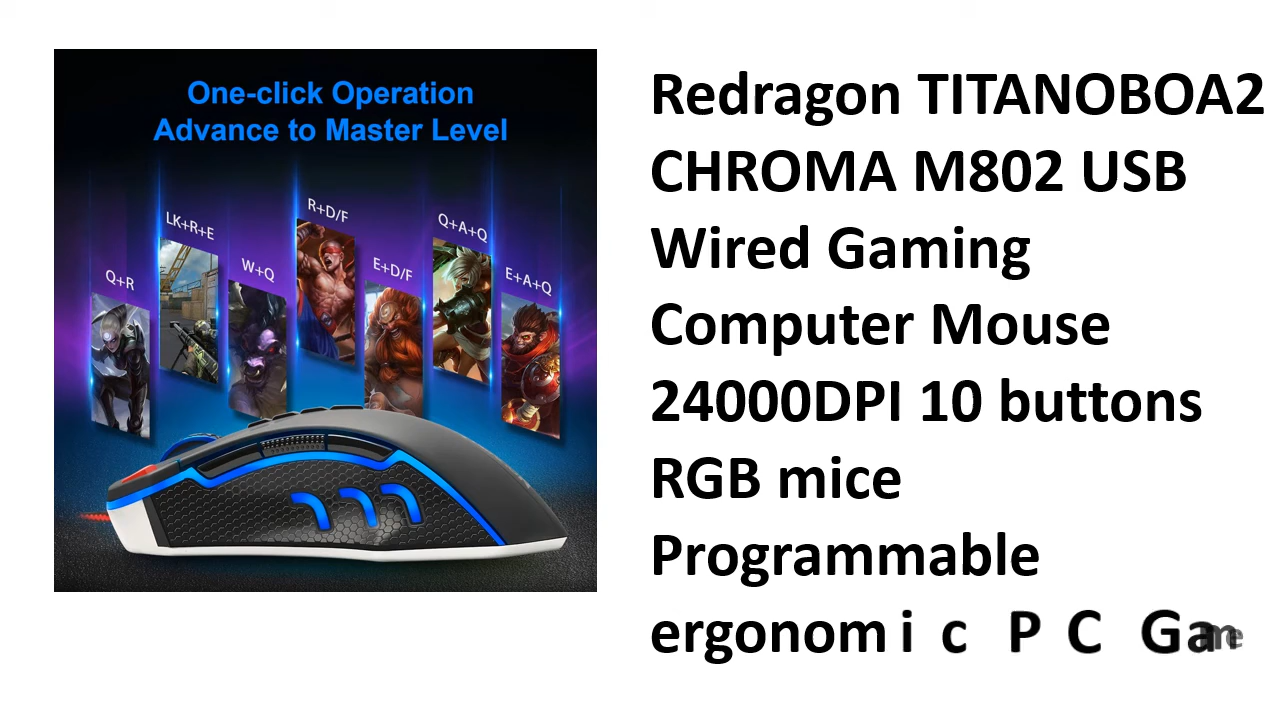 One-click Operation
Advance to Master Level
Q+R
LK+R+E
W+Q
R+D/F
E+D/F
Q+A+Q
E+A+Q
Redragon TITANOBOA2
CHROMA M802 USB
Wired Gaming
Computer Mouse
24000DPI 10 buttons
RGB mice
Programmable
ergonomic PC Game